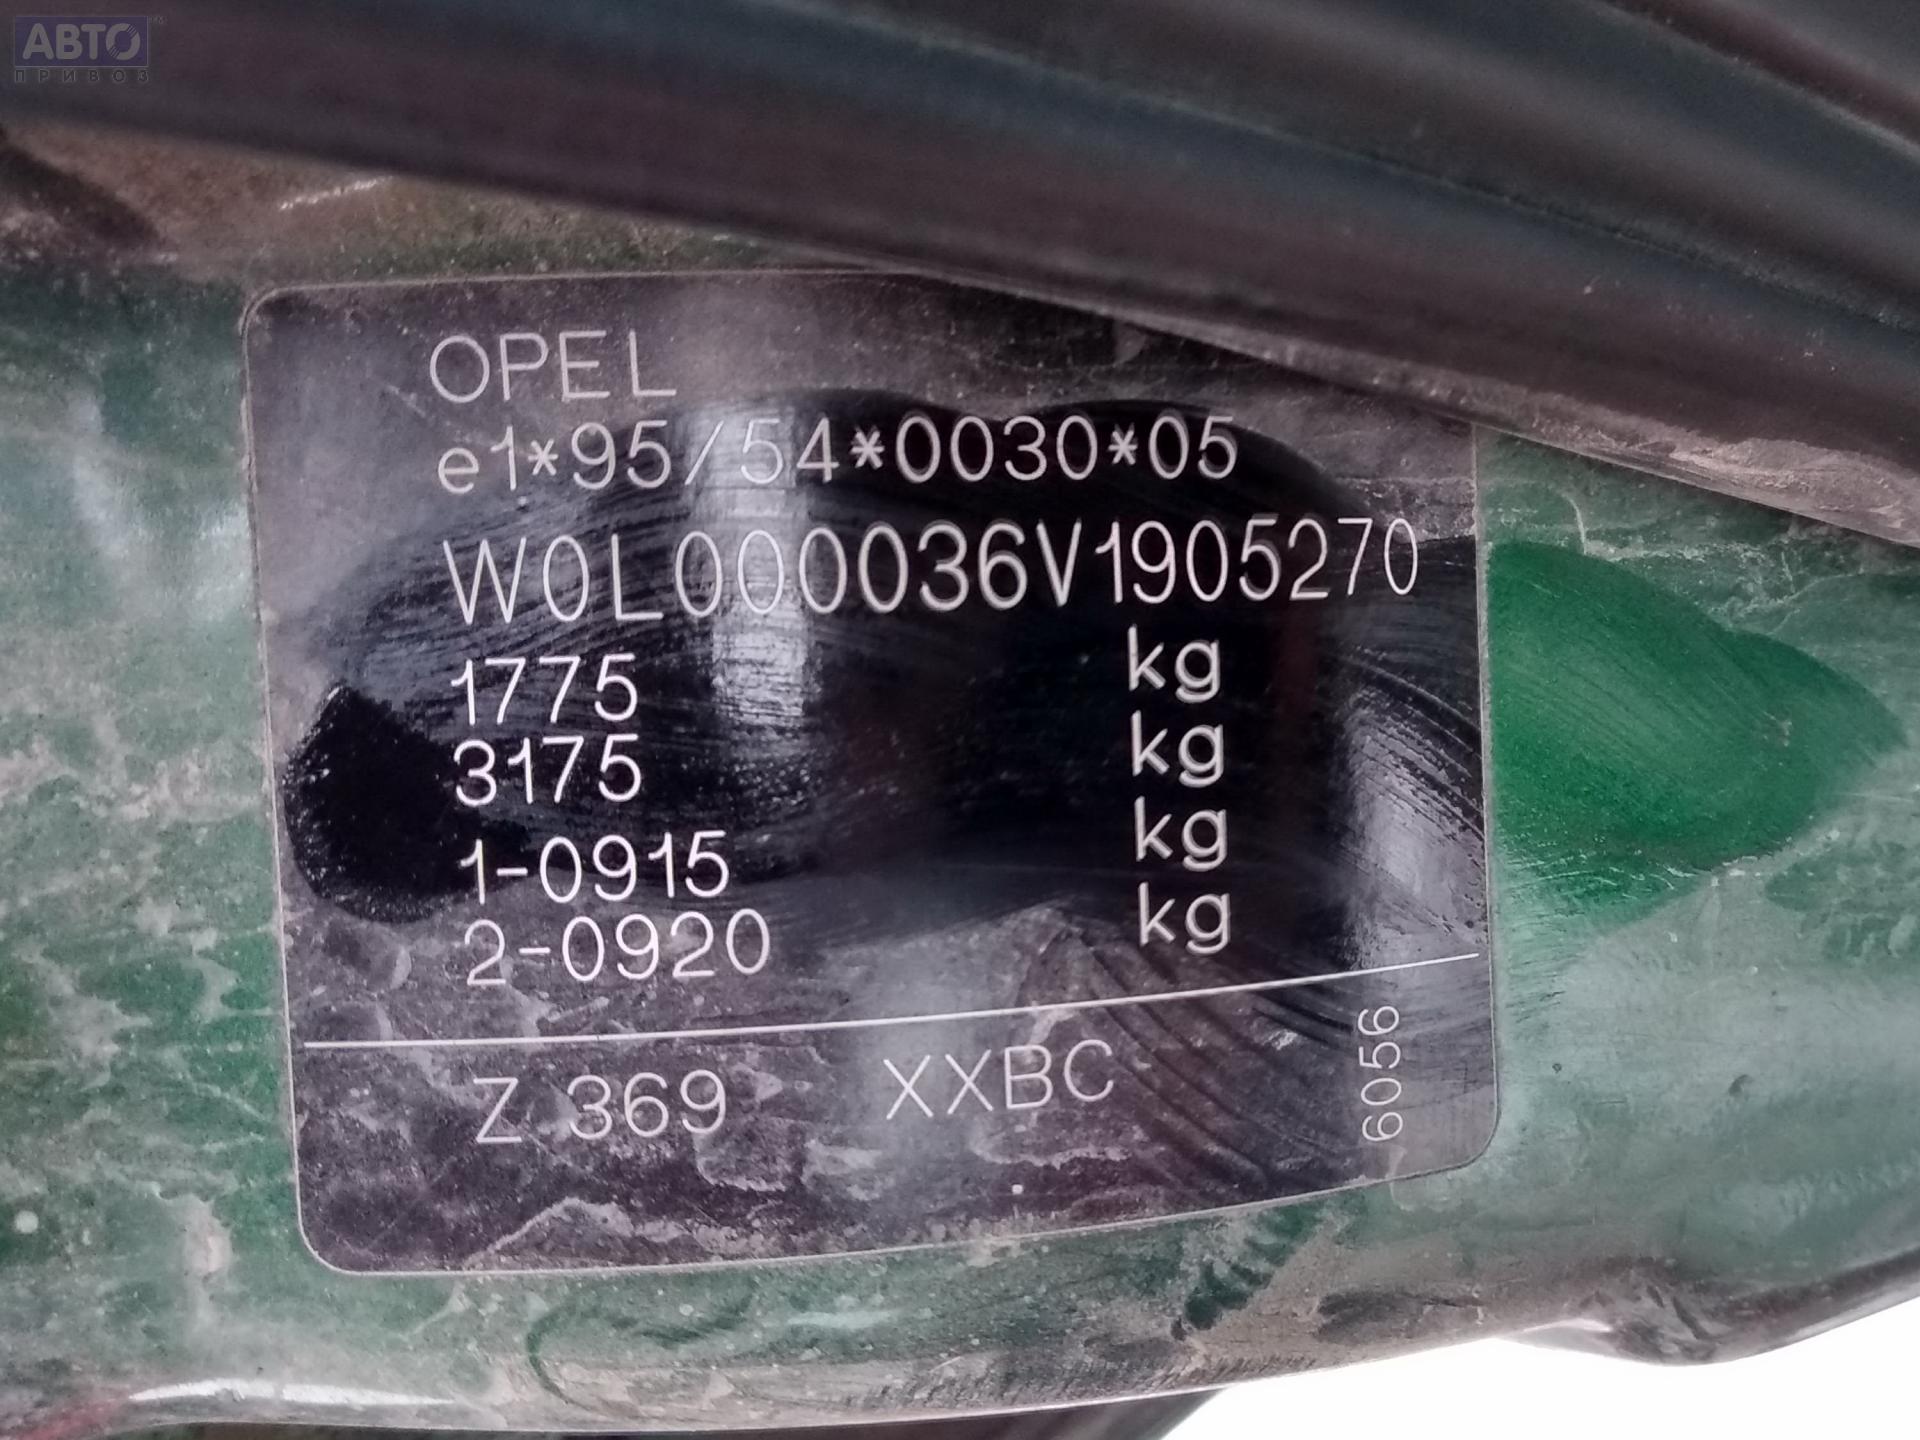 АВТО
ПРИВОЗ
OPEL
e1*95/54*0030*05
W0L000036V1905270
1775 kg
3175 kg
1-0915 kg
2-0920 kg
Z 369 XXBC
6056